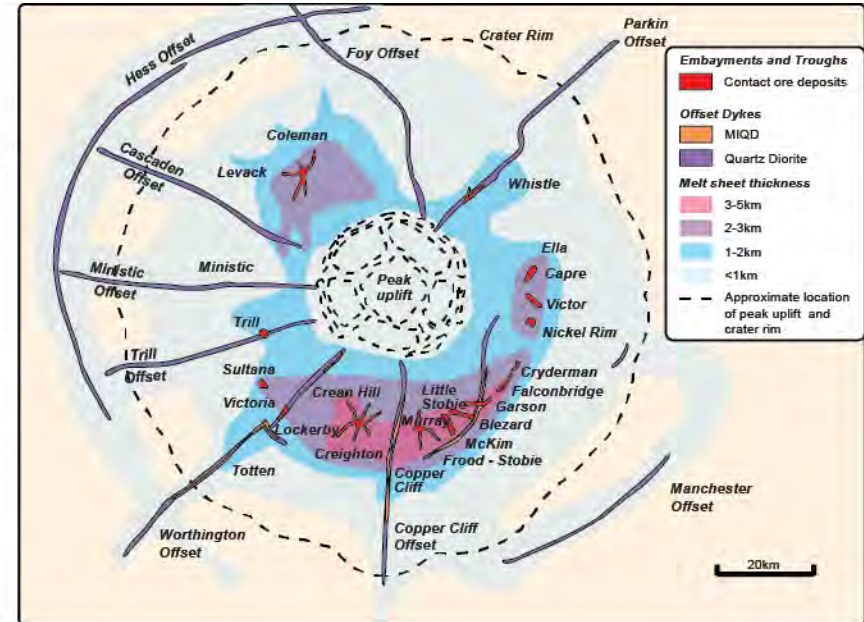 Hess Offset
Foy Offset
Crater Rim
Parkin
Offset
Embayments and Troughs
Contact ore deposits
Offset Dykes
MIQD
Quartz Diorite
Melt sheet thickness
3-5km
2-3km
1-2km
<1km
Approximate location
of peak uplift and
crater rim
Coleman
Levack
Cascaden
Offset
Whistle
Ministic
Offset
Ministic
Peak
uplift
Ella
Capre
Victor
Nickel Rim
Trill
Trill
Offset
Sultana
Victoria
Crean Hill
Little
Stobie
Cryderman
Falconbridge
Garson
Murray
Blezard
Lockerby
McKim
Creighton
Frood - Stobie
Totten
Copper
Cliff
Worthington
Offset
Copper Cliff
Offset
Manchester
Offset
20km